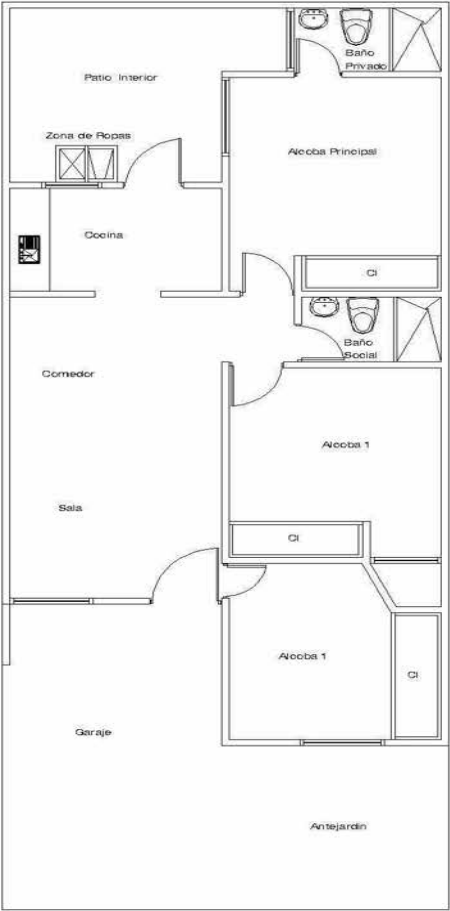 Baño
Privado
Patio Interior
Zona de Ropas
Alcoba Principal
Cocina
Cl
Baño
Social
Comedor
Alcoba 1
Sala
Cl
Alcoba 1
Cl
Garaje
Antejardin